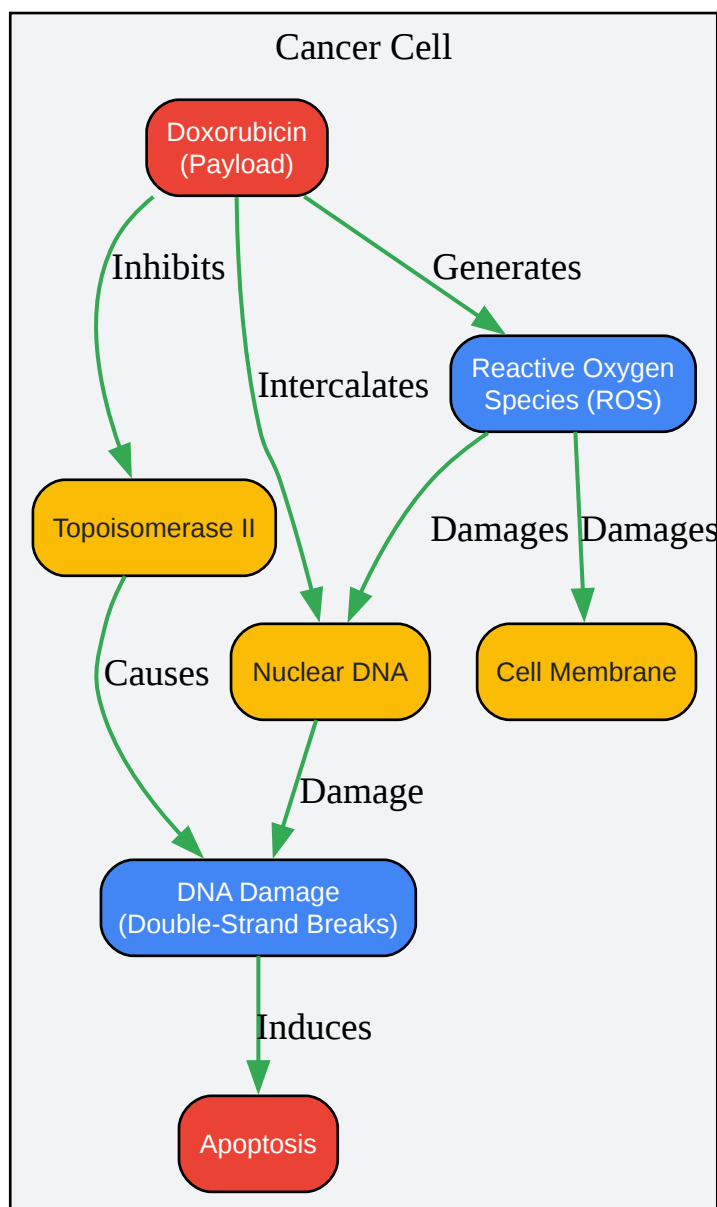 Cancer Cell
Doxorubicin
(Payload)
Inhibits
Generates
Intercalates
Reactive Oxygen
Species (ROS)
Topoisomerase II
Damages
Damages
Causes
Nuclear DNA
Cell Membrane
Damage
DNA Damage
(Double-Strand Breaks)
Induces
Apoptosis